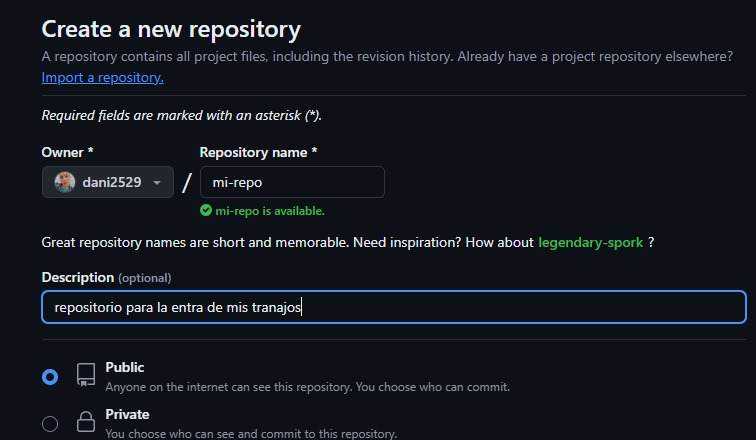 Create a new repository
A repository contains all project files, including the revision history. Already have a project repository elsewhere?
Import a repository.
Required fields are marked with an asterisk (*).
Owner * Repository name *
dani2529 / mi-repo
mi-repo is available.
Great repository names are short and memorable. Need inspiration? How about legendary-spork ?
Description (optional)
repositorio para la entra de mis tranajos
Public
Anyone on the internet can see this repository. You choose who can commit.
Private
You choose who can see and commit to this repository.